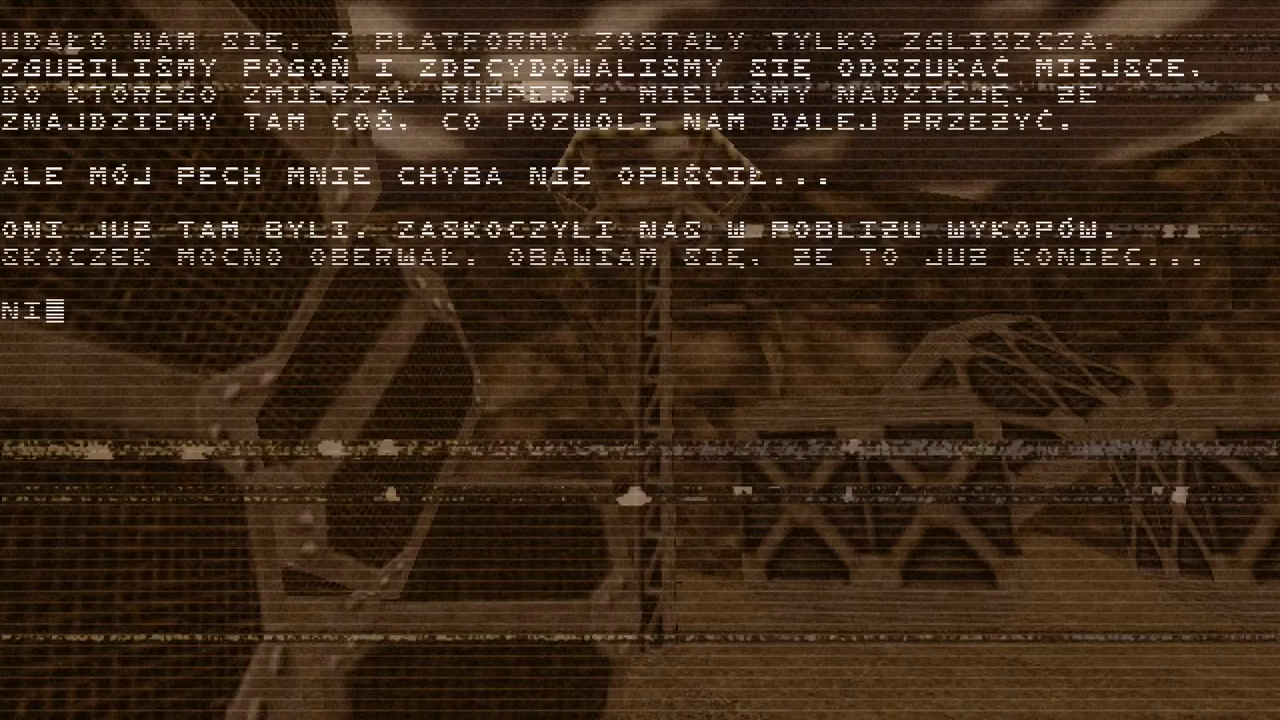 UDAŁO NAM SIĘ. Z PLATFORMY ZOSTAŁY TYLKO ZGLISZCZA.
ZGUBILIŚMY POGOŃ I ZDECYDOWALIŚMY SIĘ ODSZUKAĆ MIEJSCE,
DO KTÓREGO ZMIERZAŁ RUPPERT. MIELIŚMY NADZIEJĘ, ŻE
ZNAJDZIEMY TAM COŚ, CO POZWOLI NAM DALEJ PRZEŻYĆ.
ALE MÓJ PECH MNIE CHYBA NIE OPUŚCIŁ...
ONI JUŻ TAM BYLI. ZASKOCZYLI NAS W POBLIŻU WYKOPÓW.
SKOCZEK MOCNO OBERWAŁ. OBAWIAM SIĘ, ŻE TO JUŻ KONIEC...
NI